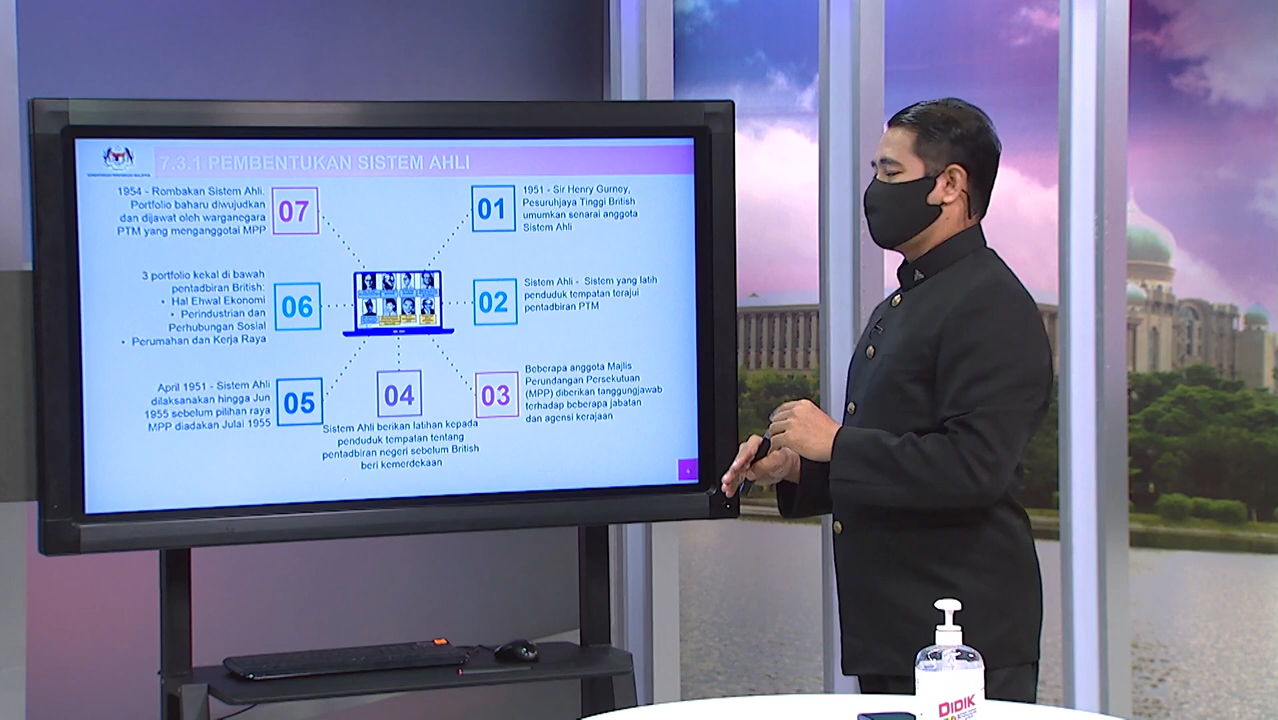 7.3.1 PEMBENTUKAN SISTEM AHLI
01
1951 - Sir Henry Gurney,
Pesuruhjaya Tinggi British
umumkan senarai anggota
Sistem Ahli
02
Sistem Ahli - Sistem yang latih
penduduk tempatan terajui
pentadbiran PTM
03
Beberapa anggota Majlis
Perundangan Persekutuan
(MPP) diberikan tanggungjawab
terhadap beberapa jabatan
dan agensi kerajaan
04
Sistem Ahli berikan latihan kepada
penduduk tempatan tentang
pentadbiran negeri sebelum British
beri kemerdekaan
05
April 1951 - Sistem Ahli
dilaksanakan hingga Jun
1955 sebelum pilihan raya
MPP diadakan Julai 1955
06
3 portfolio kekal di bawah
pentadbiran British:
• Hal Ehwal Ekonomi
• Perindustrian dan
Perhubungan Sosial
• Perumahan dan Kerja Raya
07
1954 - Rombakan Sistem Ahli.
Portfolio baharu diwujudkan
dan dijawat oleh warganegara
PTM yang menganggotai MPP
DIDIK